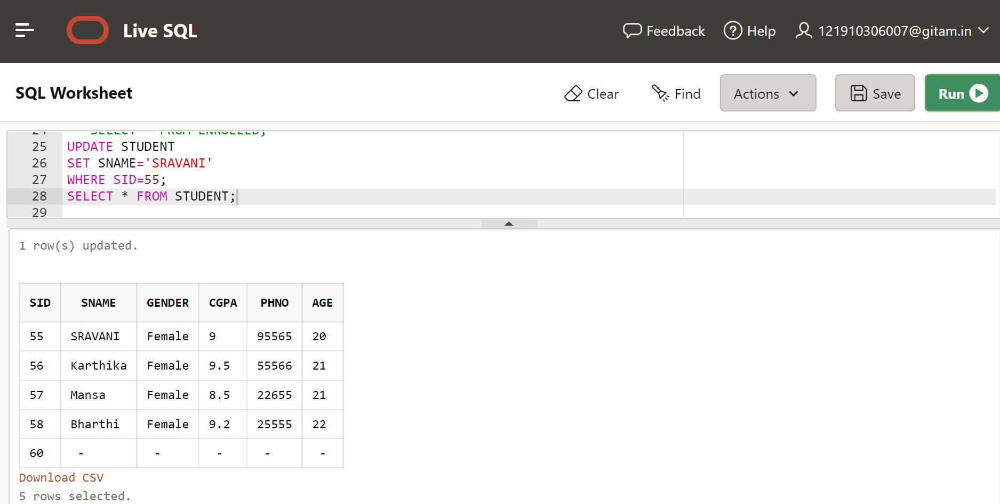 Live SQL Feedback Help 121910306007@gitam.in
SQL Worksheet Clear Find Actions Save Run
24 SELECT FROM ENROLLED;
25 UPDATE STUDENT
26 SET SNAME='SRAVANI'
27 WHERE SID=55;
28 SELECT * FROM STUDENT;
29
1 row(s) updated.
SID SNAME GENDER CGPA PHNO AGE
55 SRAVANI Female 9 95565 20
56 Karthika Female 9.5 55566 21
57 Mansa Female 8.5 22655 21
58 Bharthi Female 9.2 25555 22
60 - - - - -
Download CSV
5 rows selected.